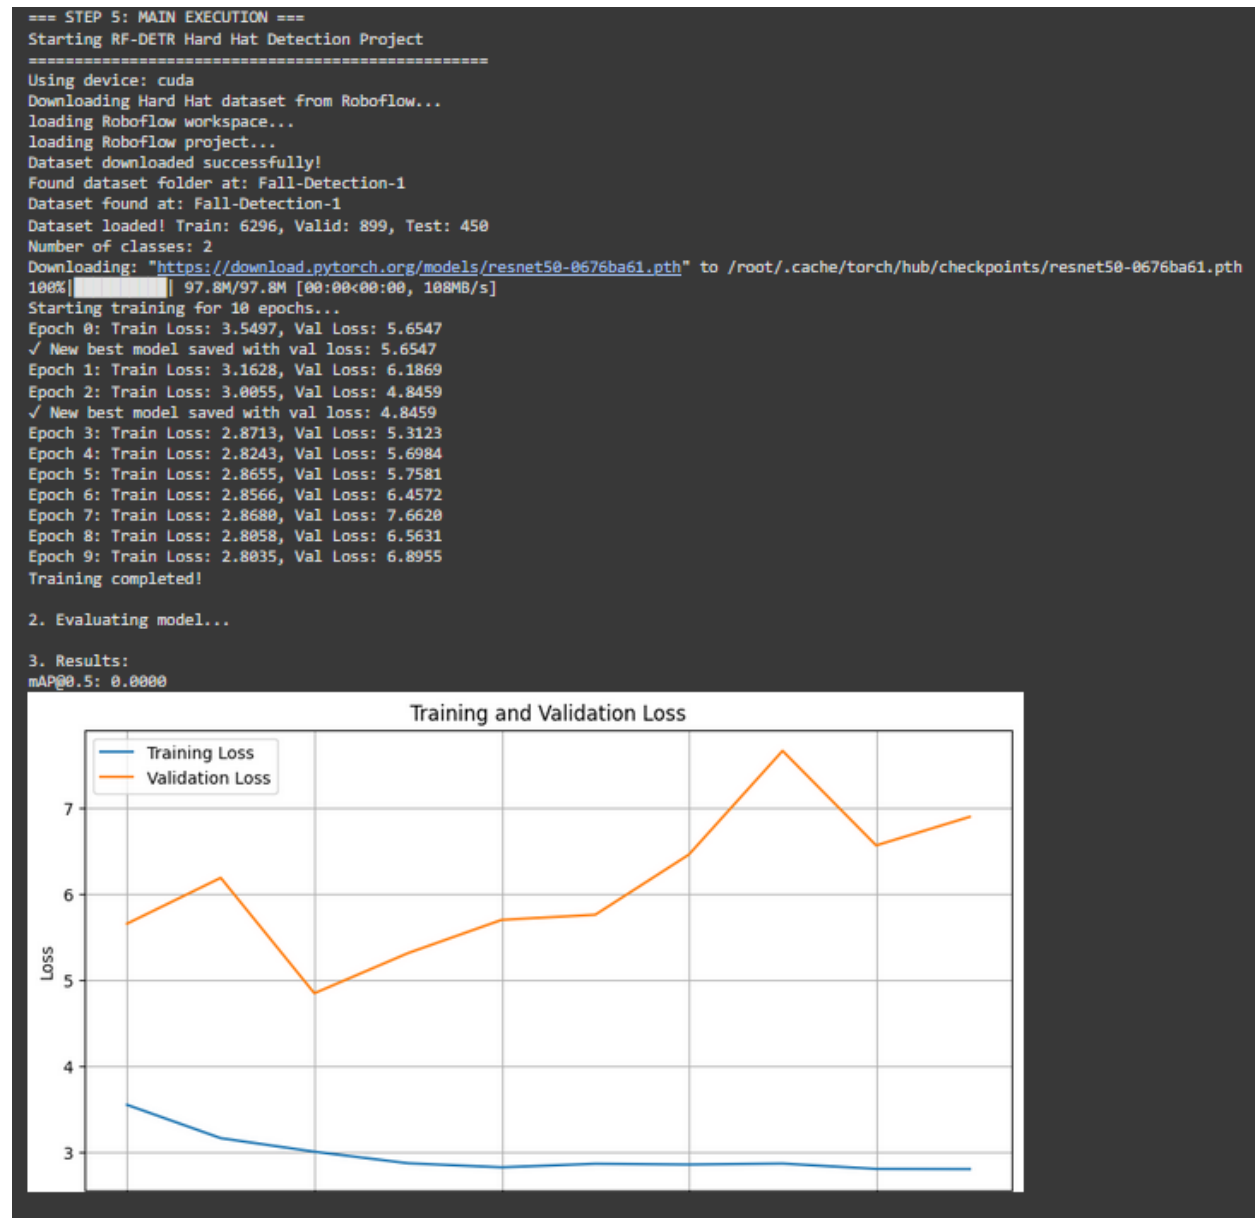 === STEP 5: MAIN EXECUTION ===
Starting RF-DETR Hard Hat Detection Project
==================================================
Using device: cuda
Downloading Hard Hat dataset from Roboflow...
loading Roboflow workspace...
loading Roboflow project...
Dataset downloaded successfully!
Found dataset folder at: Fall-Detection-1
Dataset found at: Fall-Detection-1
Dataset loaded! Train: 6296, Valid: 899, Test: 450
Number of classes: 2
Downloading: "https://download.pytorch.org/models/resnet50-0676ba61.pth" to /root/.cache/torch/hub/checkpoints/resnet50-0676ba61.pth
100%|██████████| 97.8M/97.8M [00:00<00:00, 108MB/s]
Starting training for 10 epochs...
Epoch 0: Train Loss: 3.5497, Val Loss: 5.6547
✓ New best model saved with val loss: 5.6547
Epoch 1: Train Loss: 3.1628, Val Loss: 6.1869
Epoch 2: Train Loss: 3.0055, Val Loss: 4.8459
✓ New best model saved with val loss: 4.8459
Epoch 3: Train Loss: 2.8713, Val Loss: 5.3123
Epoch 4: Train Loss: 2.8243, Val Loss: 5.6984
Epoch 5: Train Loss: 2.8655, Val Loss: 5.7581
Epoch 6: Train Loss: 2.8566, Val Loss: 6.4572
Epoch 7: Train Loss: 2.8680, Val Loss: 7.6620
Epoch 8: Train Loss: 2.8058, Val Loss: 6.5631
Epoch 9: Train Loss: 2.8035, Val Loss: 6.8955
Training completed!
2. Evaluating model...
3. Results:
mAP@0.5: 0.0000
Training and Validation Loss
Training Loss
Validation Loss
7
6
5
4
3
Loss